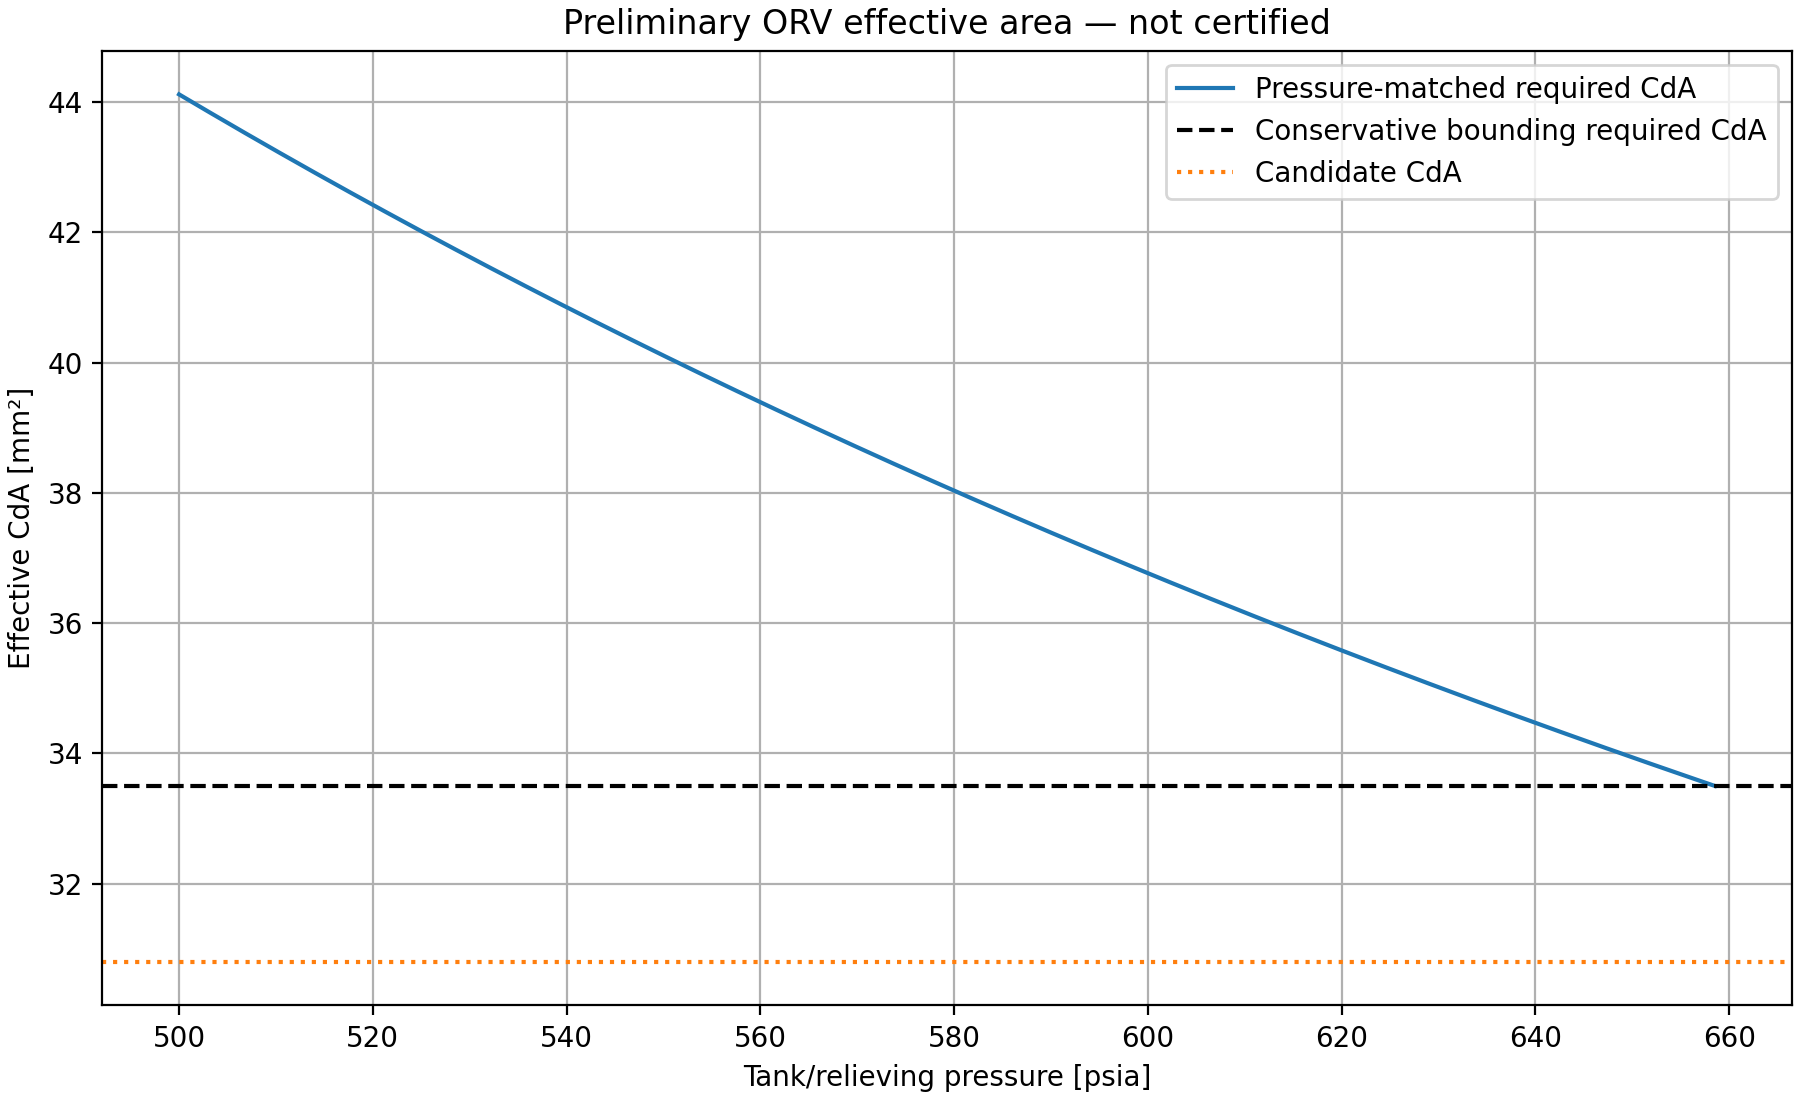 Preliminary ORV effective area — not certified
Pressure-matched required CdA
Conservative bounding required CdA
Candidate CdA
Effective CdA [mm²]
44
42
40
38
36
34
32
500 520 540 560 580 600 620 640 660
Tank/relieving pressure [psia]